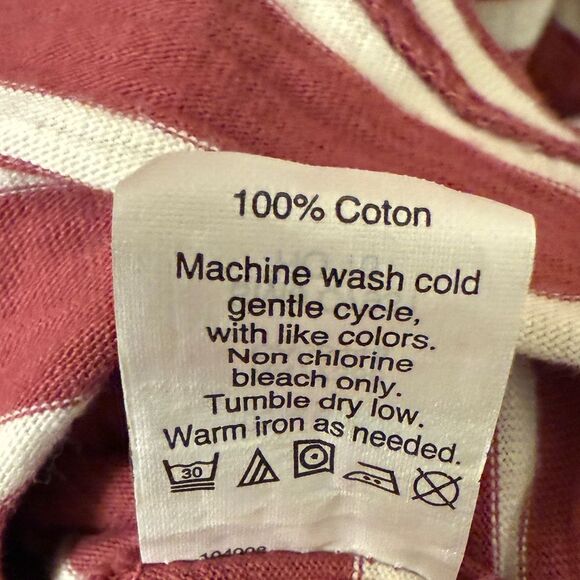 100% Coton
Machine wash cold
gentle cycle,
with like colors.
Non chlorine
bleach only.
Tumble dry low.
Warm iron as needed.
30